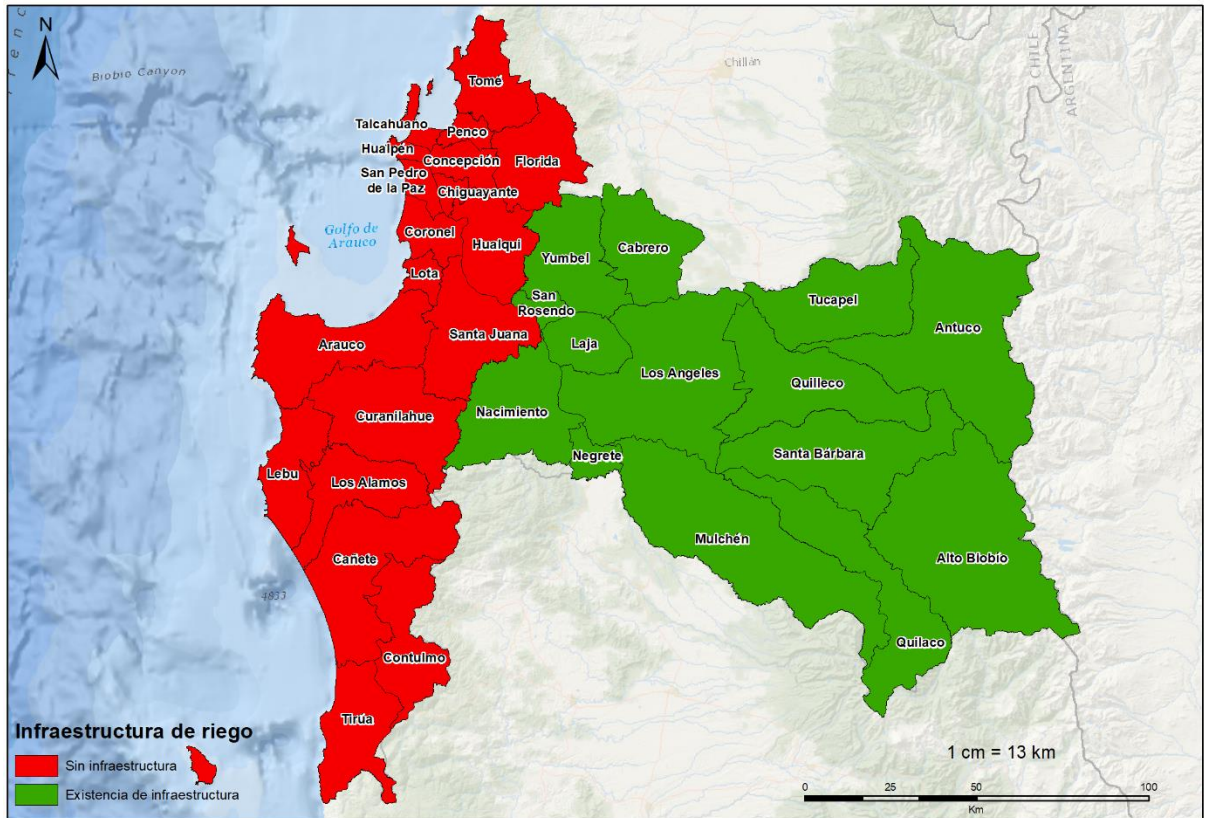 N
Biobio Canyon
Chillán
CHILE
ARGENTINA
Tomé
Talcahuano
Penco
Hualpén
Concepción
Florida
San Pedro
de la Paz
Chiguayante
Golfo de
Arauco
Coronel
Hualqui
Yumbel
Cabrero
Lota
San
Rosendo
Tucapel
Antuco
Santa Juana
Arauco
Laja
Los Angeles
Quilleco
Curanilahue
Nacimiento
Santa Bárbara
Negrete
Lebu
Los Alamos
Mulchén
Cañete
Alto Biobío
4833
Quilaco
Contulmo
Tirúa
Infraestructura de riego
Sin infraestructura
Existencia de infraestructura
1 cm = 13 km
0 25 50 100
Km